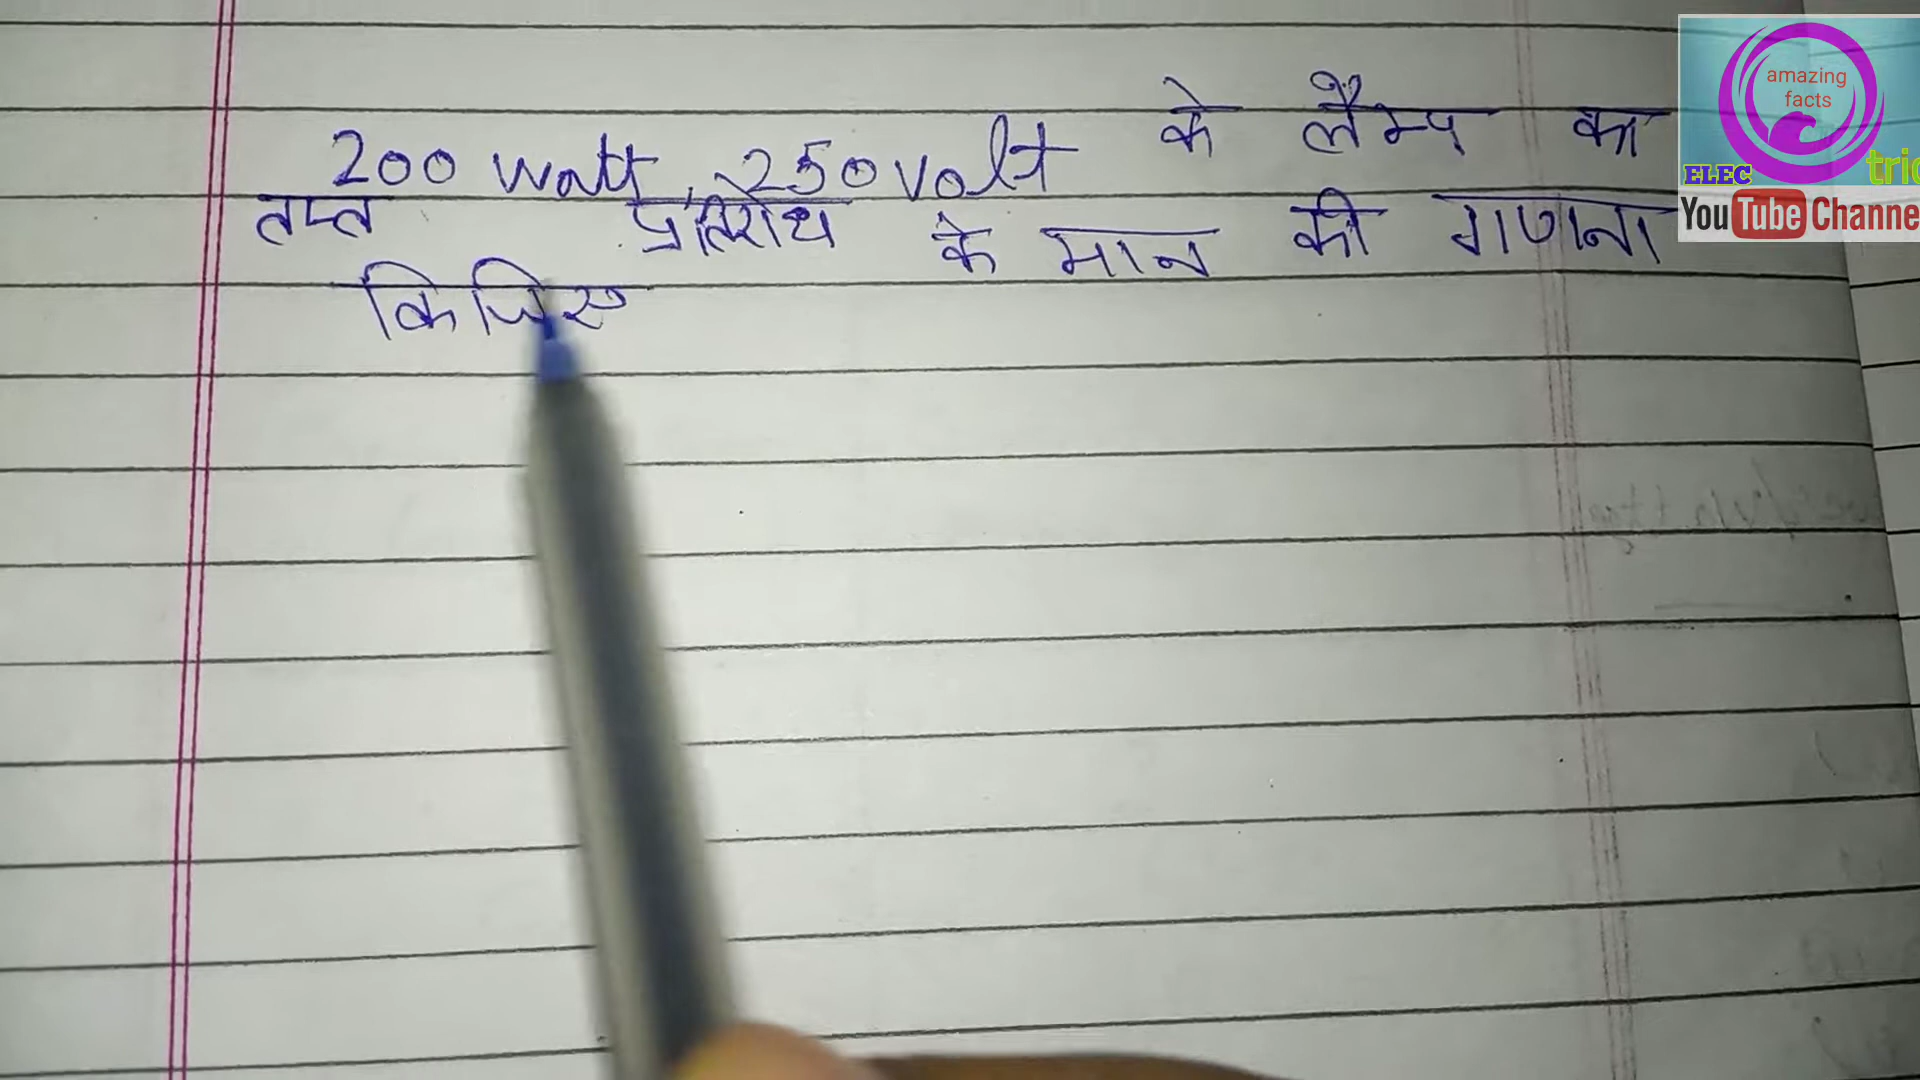 200 watt, 250 volt के लैम्प का
तप्त प्रतिरोध के मान की गणना
किजिए
amazing
facts
ELEC tric
YouTube Channe